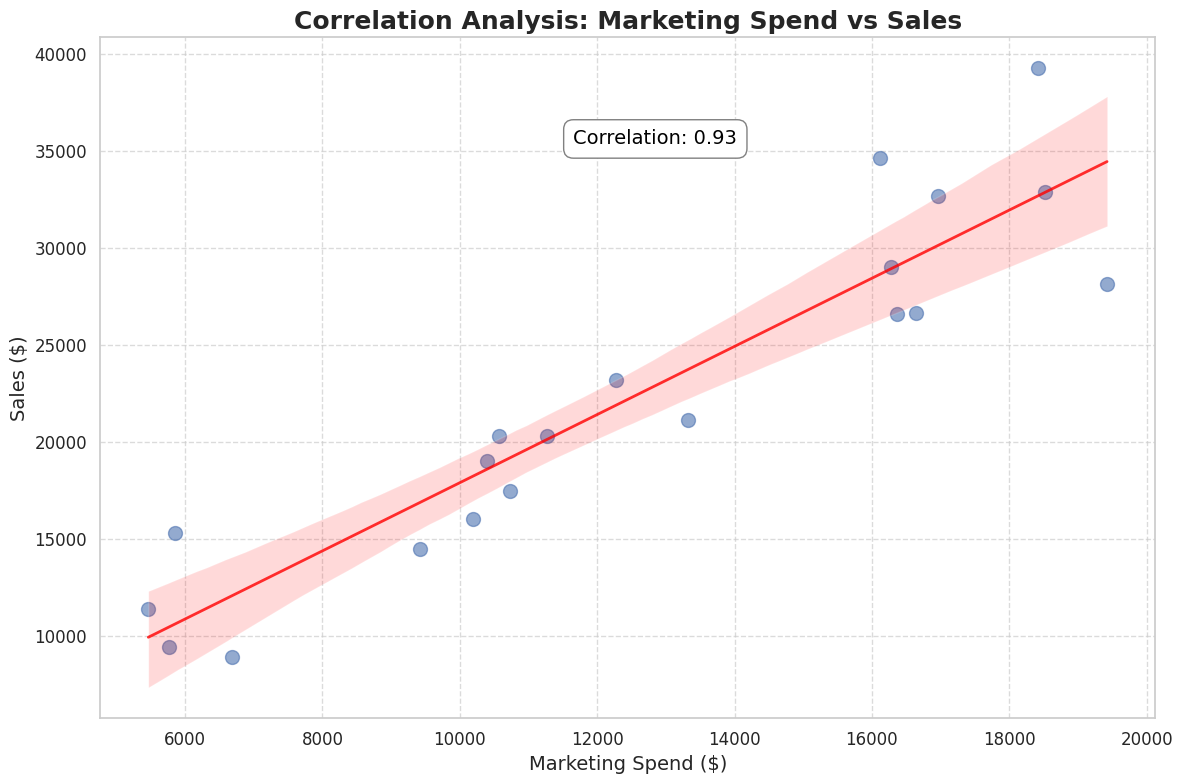 Correlation Analysis: Marketing Spend vs Sales
40000
35000
30000
25000
20000
15000
10000
Sales ($)
Correlation: 0.93
6000 8000 10000 12000 14000 16000 18000 20000
Marketing Spend ($)